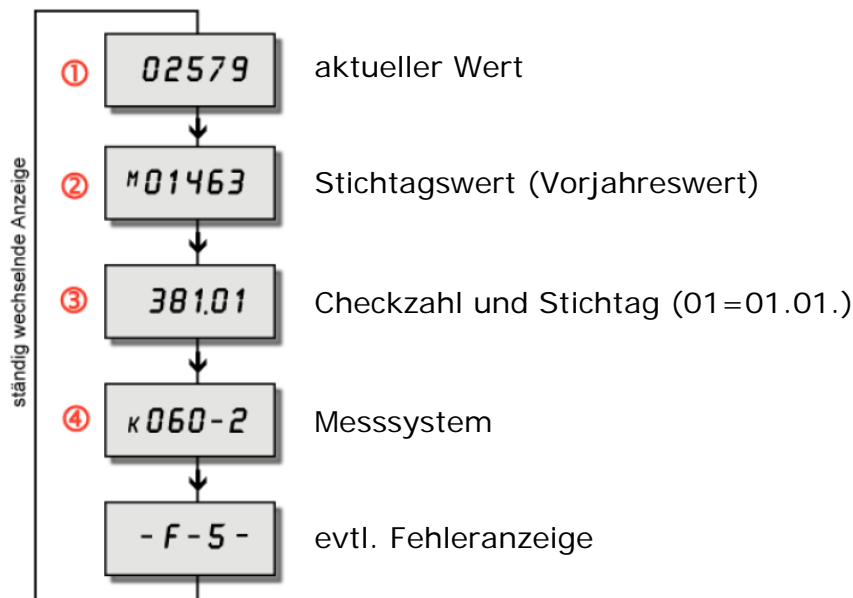 ① 02579 aktueller Wert
② M01463 Stichtagswert (Vorjahreswert)
③ 381.01 Checkzahl und Stichtag (01=01.01.)
④ K060-2 Messsystem
-F-5- evtl. Fehleranzeige
ständig wechselnde Anzeige